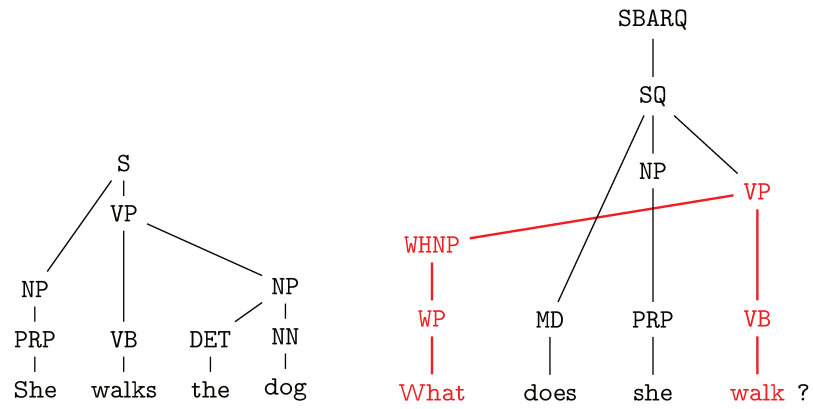 S
VP
NP NP
PRP VB DET NN
She walks the dog
SBARQ
SQ
NP
VP
WHNP
WP MD PRP VB
What does she walk ?